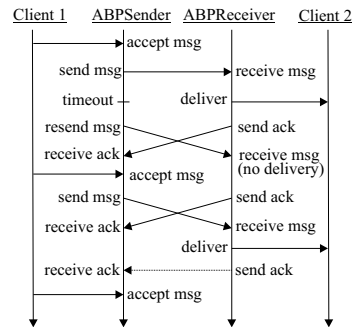 Client 1 ABPSender ABPReceiver Client 2
accept msg
send msg receive msg
timeout deliver
resend msg send ack
receive ack receive msg
(no delivery)
accept msg
send msg send ack
receive ack receive msg
deliver
receive ack send ack
accept msg